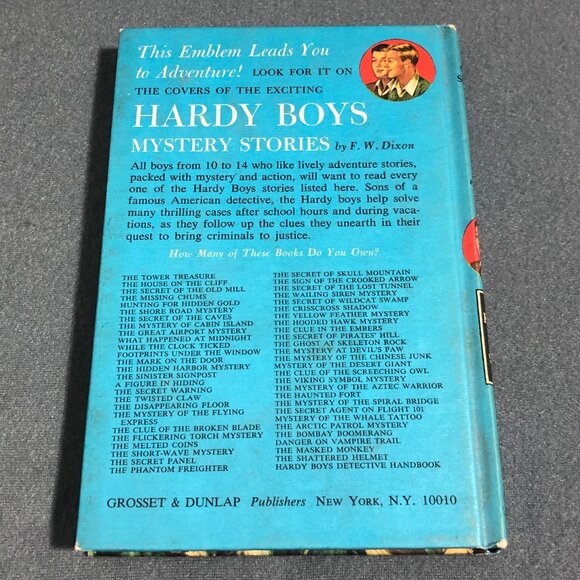 This Emblem Leads You
to Adventure! LOOK FOR IT ON
THE COVERS OF THE EXCITING
HARDY BOYS
MYSTERY STORIES by F. W. Dixon
All boys from 10 to 14 who like lively adventure stories,
packed with mystery and action, will want to read every
one of the Hardy Boys stories listed here. Sons of a
famous American detective, the Hardy boys help solve
many thrilling cases after school hours and during vaca-
tions, as they follow up the clues they unearth in their
quest to bring criminals to justice.
How Many of These Books Do You Own?
THE TOWER TREASURE
THE HOUSE ON THE CLIFF
THE SECRET OF THE OLD MILL
THE MISSING CHUMS
HUNTING FOR HIDDEN GOLD
THE SHORE ROAD MYSTERY
THE SECRET OF THE CAVES
THE MYSTERY OF CABIN ISLAND
THE GREAT AIRPORT MYSTERY
WHAT HAPPENED AT MIDNIGHT
WHILE THE CLOCK TICKED
FOOTPRINTS UNDER THE WINDOW
THE MARK ON THE DOOR
THE HIDDEN HARBOR MYSTERY
THE SINISTER SIGNPOST
A FIGURE IN HIDING
THE SECRET WARNING
THE TWISTED CLAW
THE DISAPPEARING FLOOR
THE MYSTERY OF THE FLYING
EXPRESS
THE CLUE OF THE BROKEN BLADE
THE FLICKERING TORCH MYSTERY
THE MELTED COINS
THE SHORT-WAVE MYSTERY
THE SECRET PANEL
THE PHANTOM FREIGHTER
THE SECRET OF SKULL MOUNTAIN
THE SIGN OF THE CROOKED ARROW
THE SECRET OF THE LOST TUNNEL
THE WAILING SIREN MYSTERY
THE SECRET OF WILDCAT SWAMP
THE CRISSCROSS SHADOW
THE YELLOW FEATHER MYSTERY
THE HOODED HAWK MYSTERY
THE CLUE IN THE EMBERS
THE SECRET OF PIRATES' HILL
THE GHOST AT SKELETON ROCK
THE MYSTERY AT DEVIL'S PAW
THE MYSTERY OF THE CHINESE JUNK
MYSTERY OF THE DESERT GIANT
THE CLUE OF THE SCREECHING OWL
THE VIKING SYMBOL MYSTERY
THE MYSTERY OF THE AZTEC WARRIOR
THE HAUNTED FORT
THE MYSTERY OF THE SPIRAL BRIDGE
THE SECRET AGENT ON FLIGHT 101
MYSTERY OF THE WHALE TATTOO
THE ARCTIC PATROL MYSTERY
THE BOMBAY BOOMERANG
DANGER ON VAMPIRE TRAIL
THE MASKED MONKEY
THE SHATTERED HELMET
HARDY BOYS DETECTIVE HANDBOOK
GROSSET & DUNLAP Publishers NEW YORK, N.Y. 10010